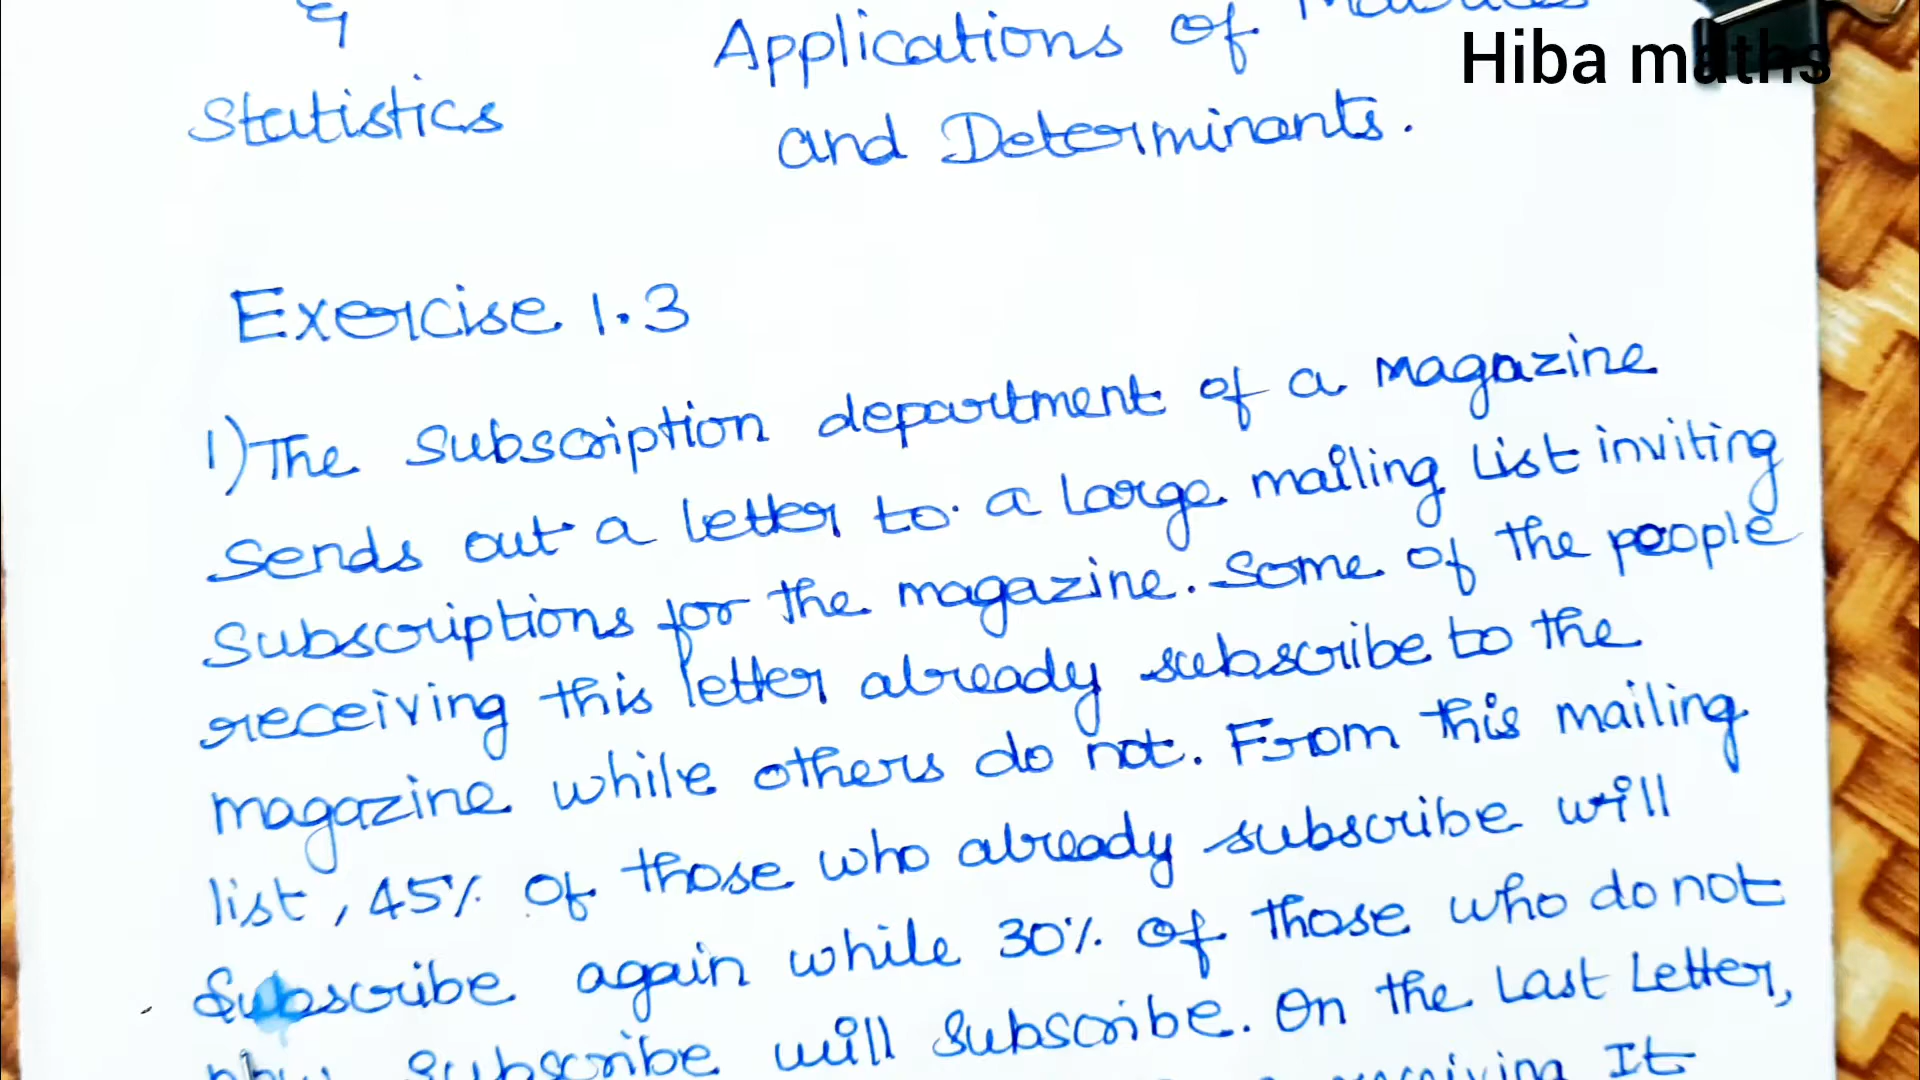 &
Applications of
Hiba maths
Statistics
and Determinants.
Exercise 1.3
1) The Subscription department of a magazine
sends out a letter to a large mailing List inviting
Subscriptions for the magazine. Some of the people
receiving this letter already subscribe to the
magazine while others do not. From this mailing
list, 45% of those who already subscribe will
Subscribe again while 30% of those who do not
now subscribe will subscribe. On the Last Letter,
receiving It